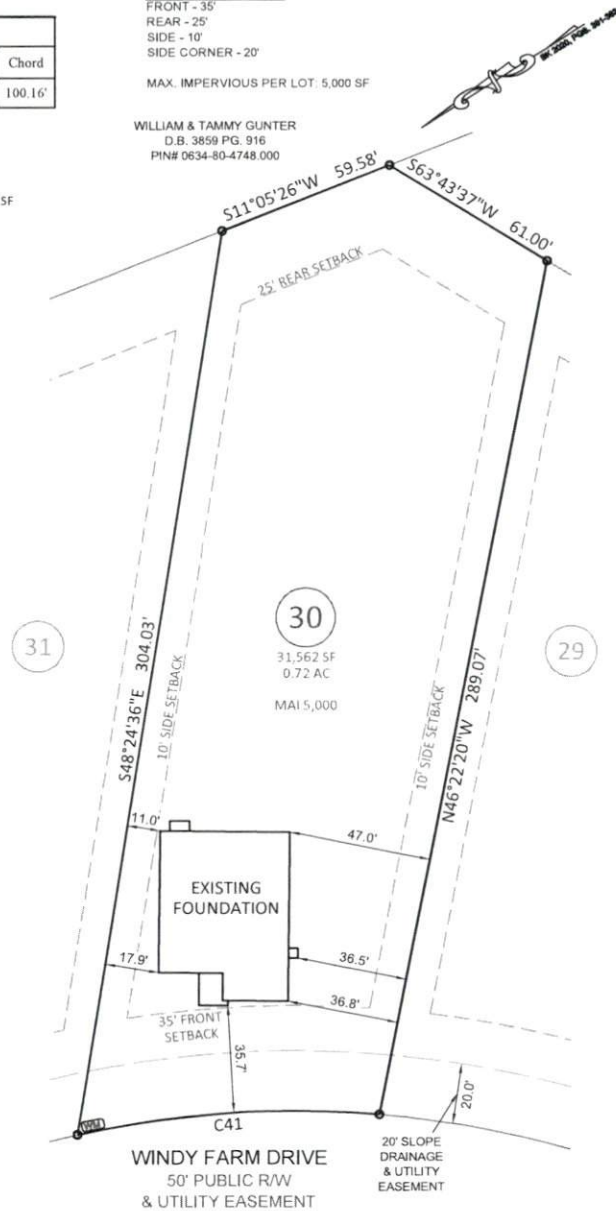 FRONT - 35'
REAR - 25'
SIDE - 10'
SIDE CORNER - 20'
MAX. IMPERVIOUS PER LOT: 5,000 SF
Chord
100.16'
WILLIAM & TAMMY GUNTER
D.B. 3859 PG. 916
PIN# 0634-80-4748.000
SF
S11°05'26"W 59.58'
S63°43'37"W 61.00'
25' REAR SETBACK
31
30
31,562 SF
0.72 AC
MAI 5,000
29
S48°24'36"E 304.03'
10' SIDE SETBACK
10' SIDE SETBACK
N46°22'20"W 289.07'
11.0'
47.0'
EXISTING
FOUNDATION
17.9'
36.5'
36.8'
35' FRONT
SETBACK
35.7'
20.0'
WM
C41
WINDY FARM DRIVE
50' PUBLIC R/W
& UTILITY EASEMENT
20' SLOPE
DRAINAGE
& UTILITY
EASEMENT